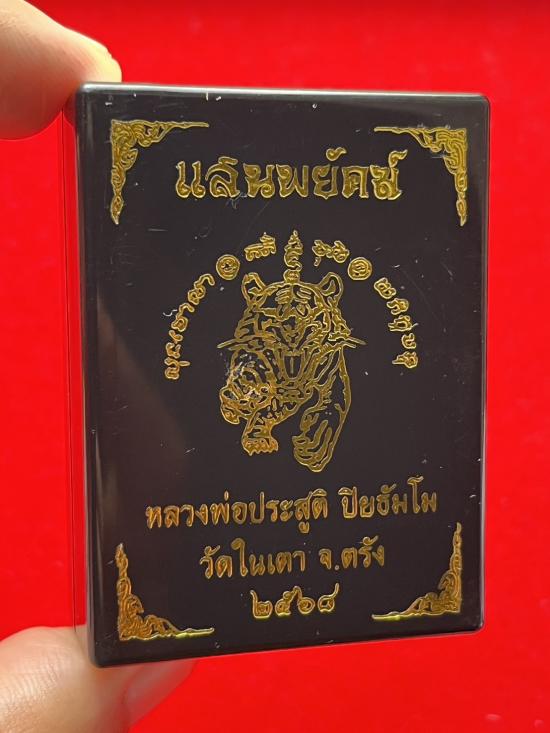 แสนพยัคฆ์
หลวงพ่อประสูติ ปิยธัมโม
วัดในเตา จ.ตรัง
๒๕๖๘